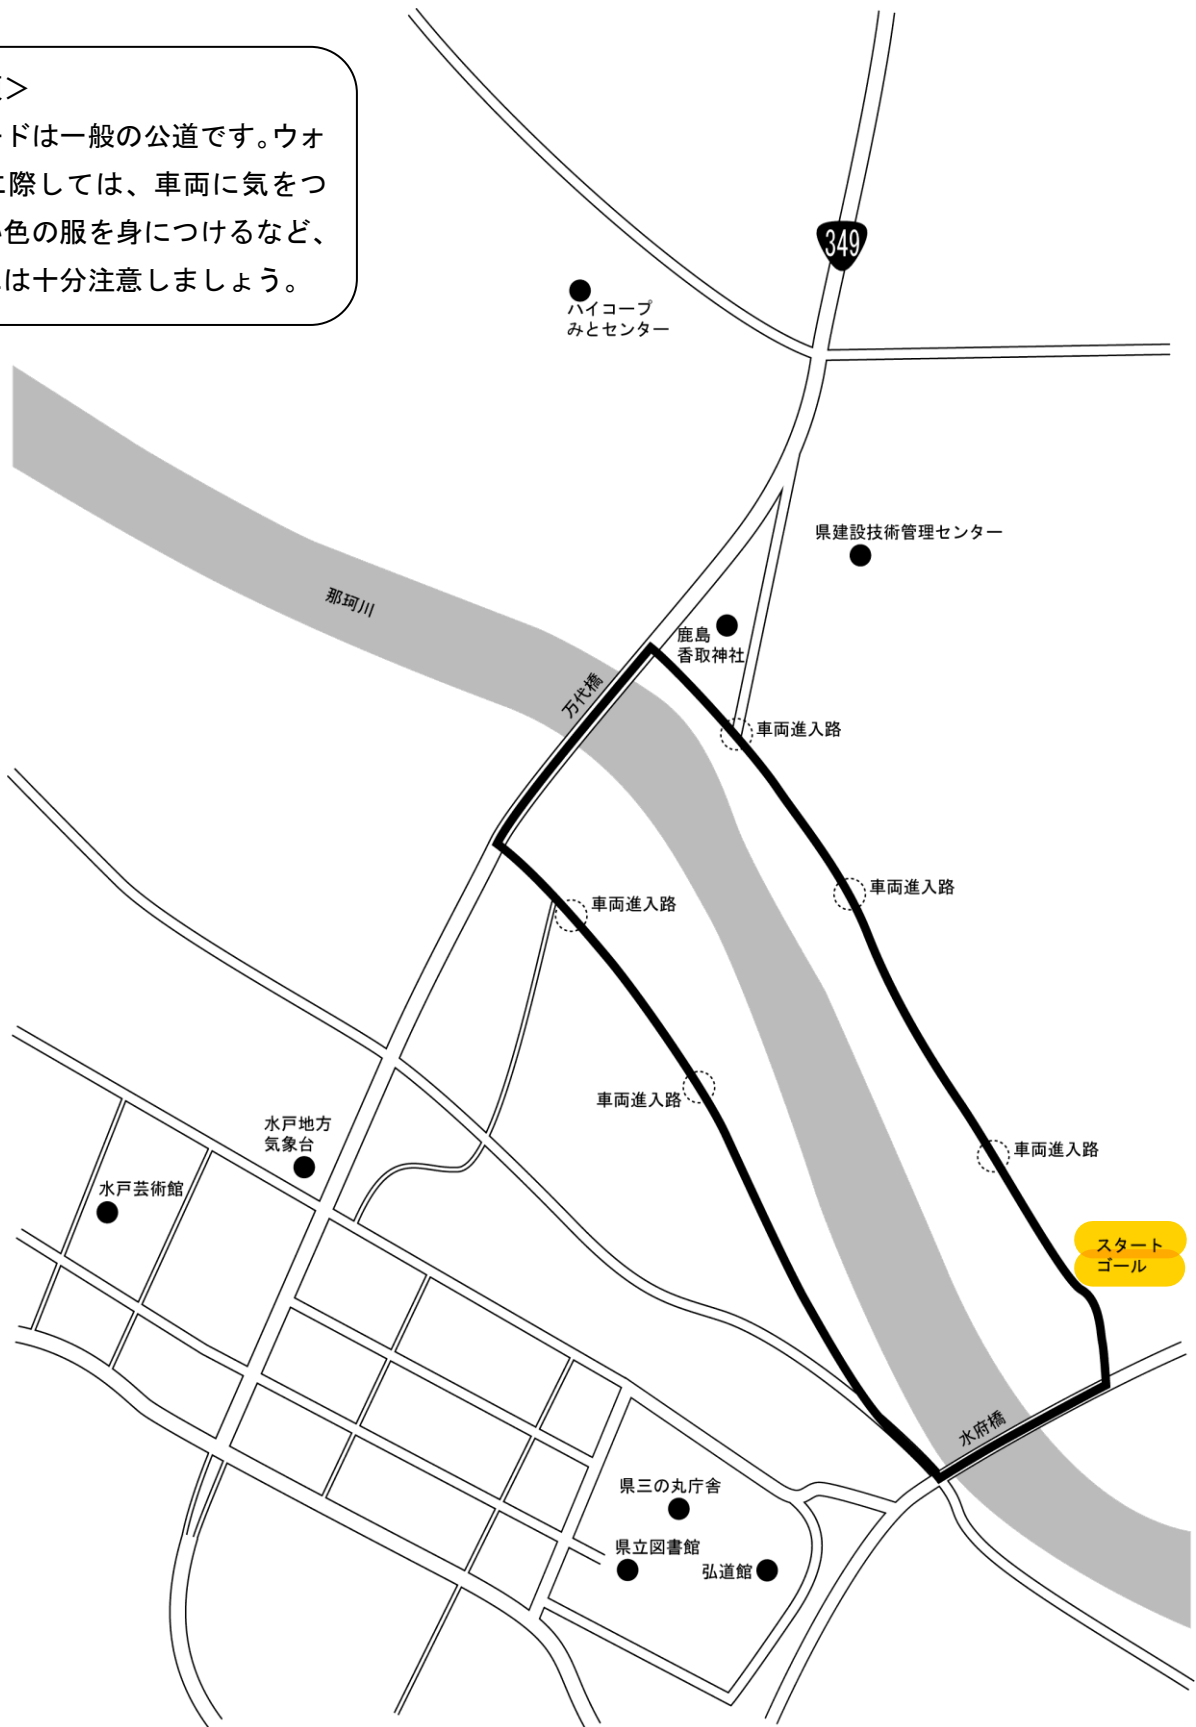 ＞
ドは一般の公道です。ウォ
際しては、車両に気をつ
色の服を身につけるなど、
は十分注意しましょう。
349
ハイコープ
みとセンター
県建設技術管理センター
那珂川
鹿島
香取神社
万代橋
車両進入路
車両進入路
車両進入路
車両進入路
水戸地方
気象台
車両進入路
水戸芸術館
スタート
ゴール
水府橋
県三の丸庁舎
県立図書館
弘道館